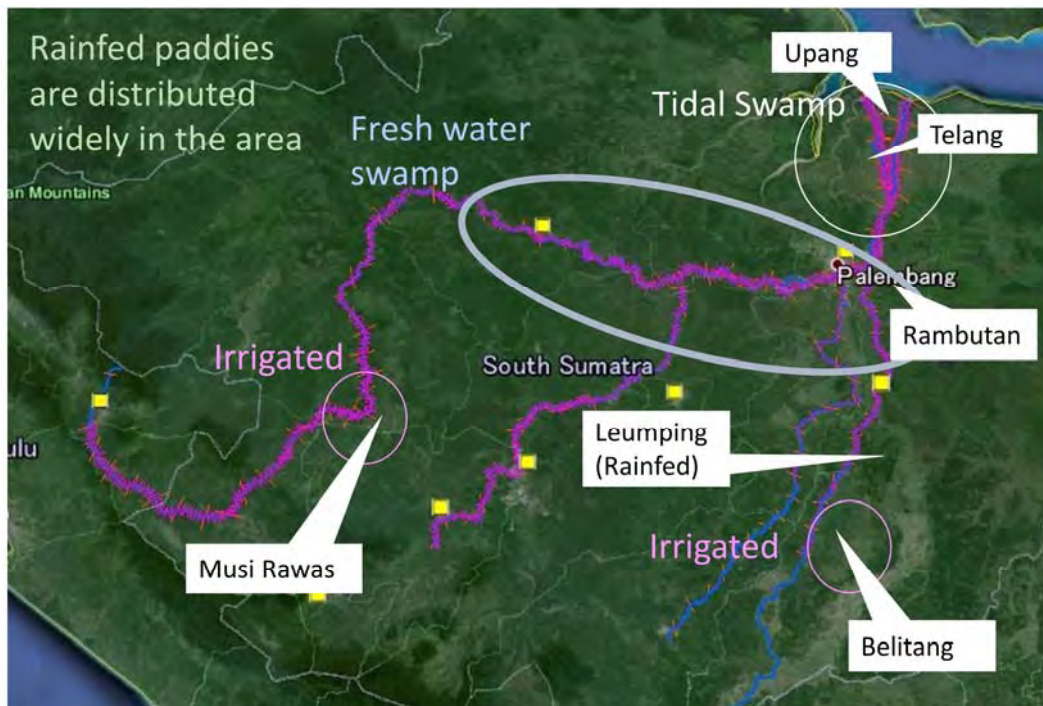 Rainfed paddies
are distributed
widely in the area
Upang
Tidal Swamp
Telang
Fresh water
swamp
an Mountains
Palembang
Rambutan
Irrigated
South Sumatra
Leumping
(Rainfed)
ulu
Irrigated
Musi Rawas
Belitang